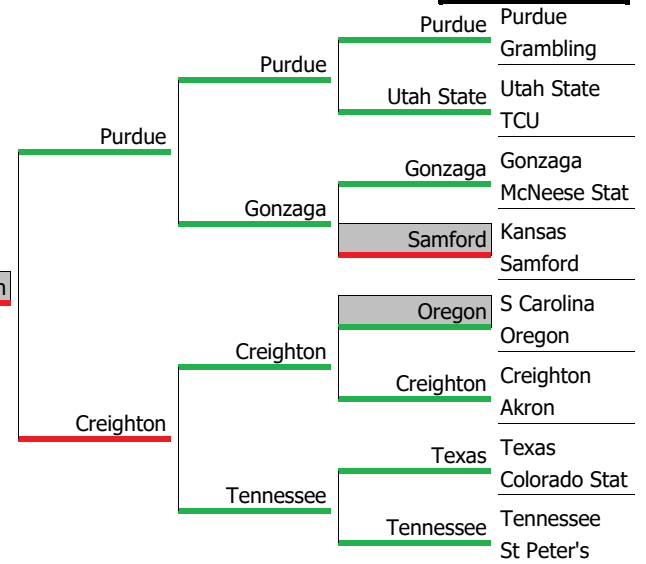 Purdue
Purdue
Grambling
Purdue
Utah State
Utah State
TCU
Purdue
Gonzaga
Gonzaga
McNeese Stat
Gonzaga
Samford
Kansas
Samford
Oregon
S Carolina
Oregon
Creighton
Creighton
Creighton
Akron
Creighton
Texas
Texas
Colorado Stat
Tennessee
Tennessee
Tennessee
St Peter's